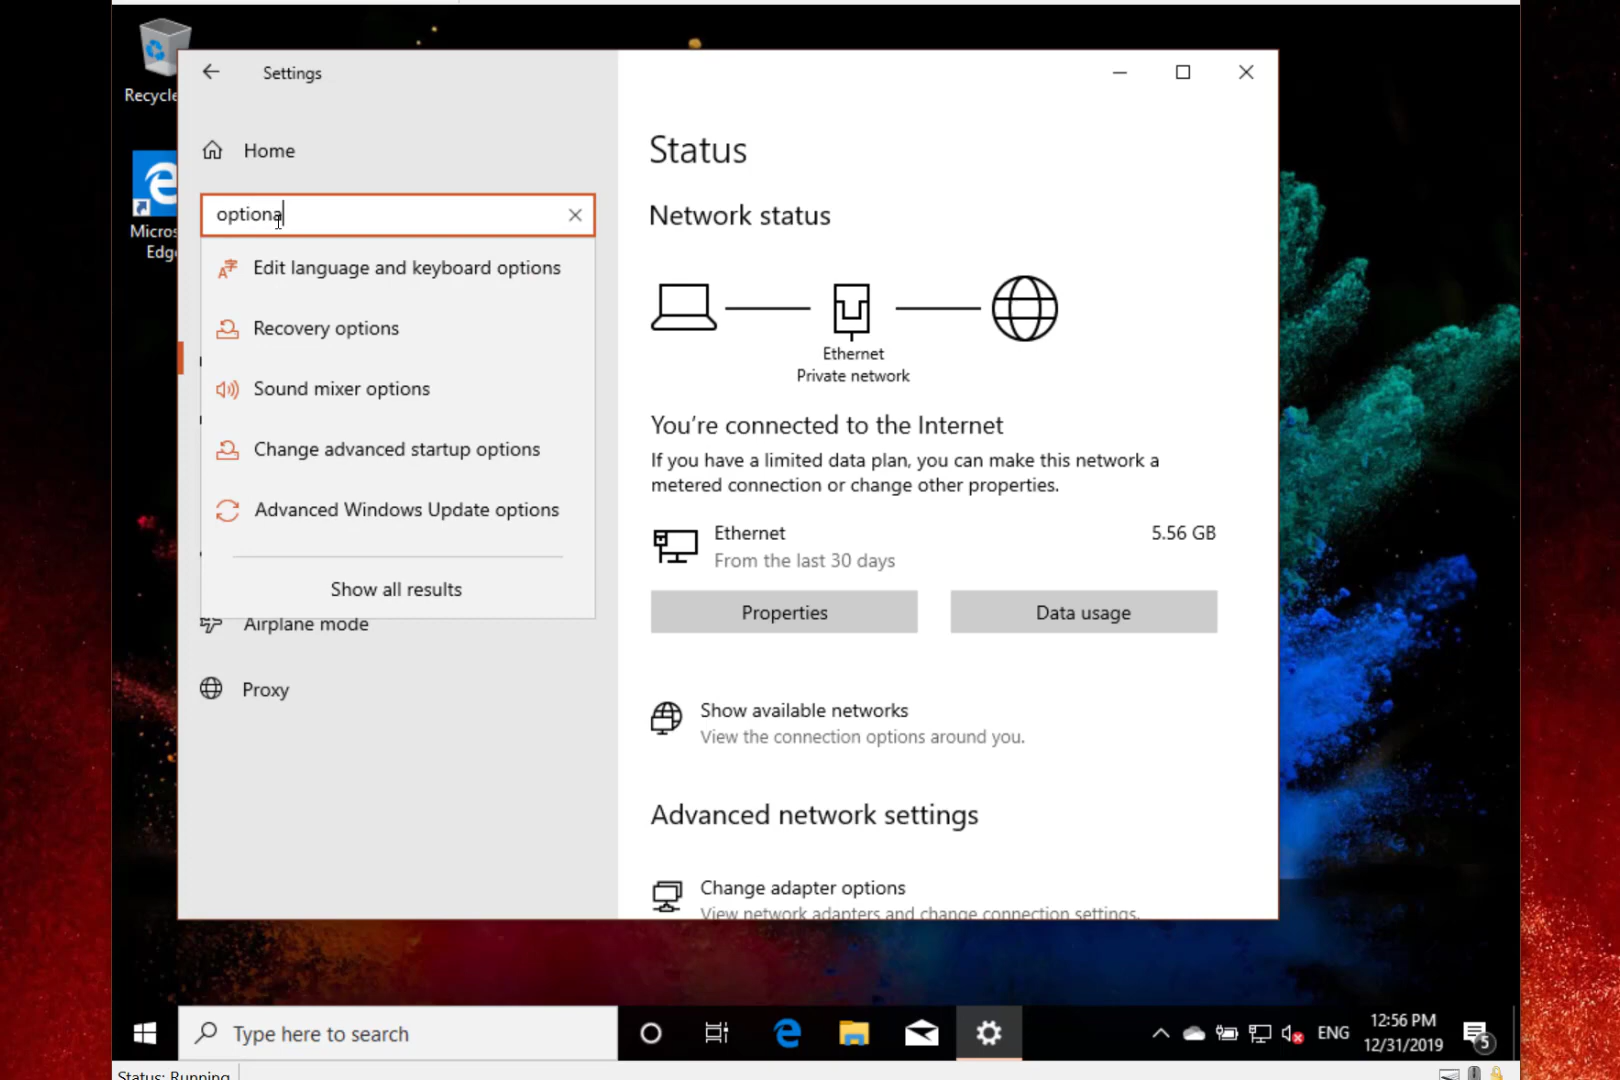 Recycle
Micros
Edg
Settings
Home
optiona
Edit language and keyboard options
Recovery options
Sound mixer options
Change advanced startup options
Advanced Windows Update options
Show all results
Airplane mode
Proxy
Status
Network status
Ethernet
Private network
You're connected to the Internet
If you have a limited data plan, you can make this network a
metered connection or change other properties.
Ethernet 5.56 GB
From the last 30 days
Properties Data usage
Show available networks
View the connection options around you.
Advanced network settings
Change adapter options
View network adapters and change connection settings.
Type here to search
ENG
12:56 PM
12/31/2019
5
Status: Running